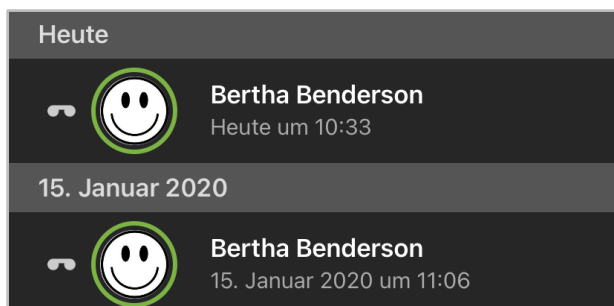 Heute
Bertha Benderson
Heute um 10:33
15. Januar 2020
Bertha Benderson
15. Januar 2020 um 11:06